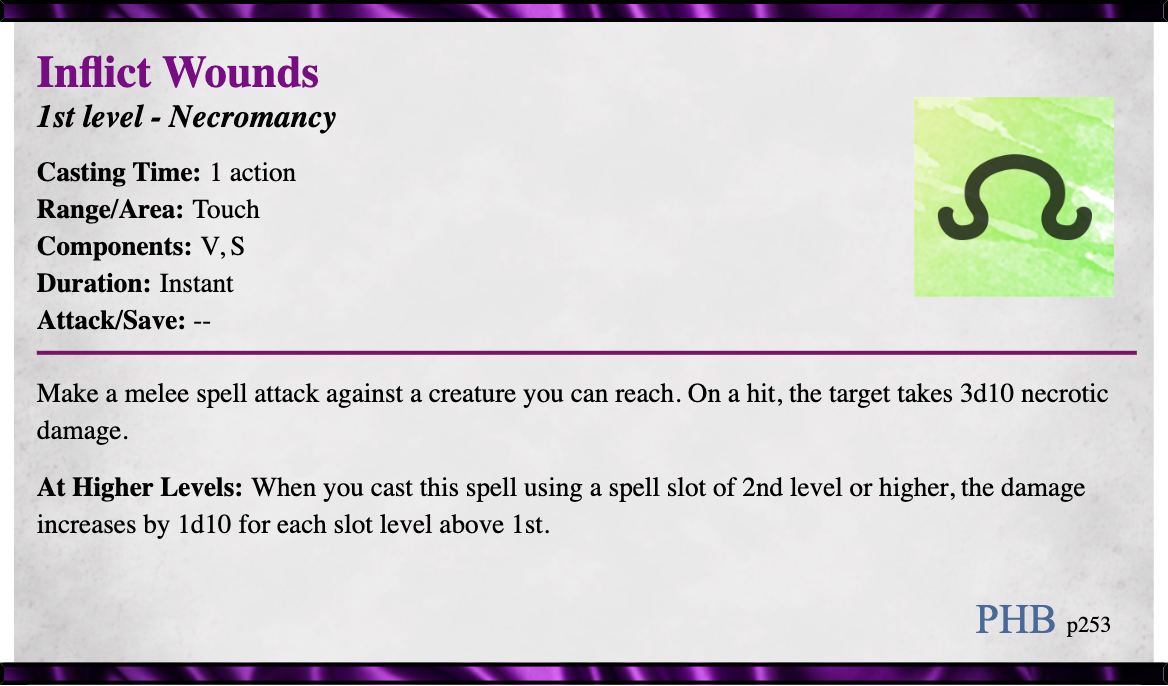 Inflict Wounds
1st level - Necromancy
Casting Time: 1 action
Range/Area: Touch
Components: V, S
Duration: Instant
Attack/Save: --
Make a melee spell attack against a creature you can reach. On a hit, the target takes 3d10 necrotic
damage.
At Higher Levels: When you cast this spell using a spell slot of 2nd level or higher, the damage
increases by 1d10 for each slot level above 1st.
PHB p253